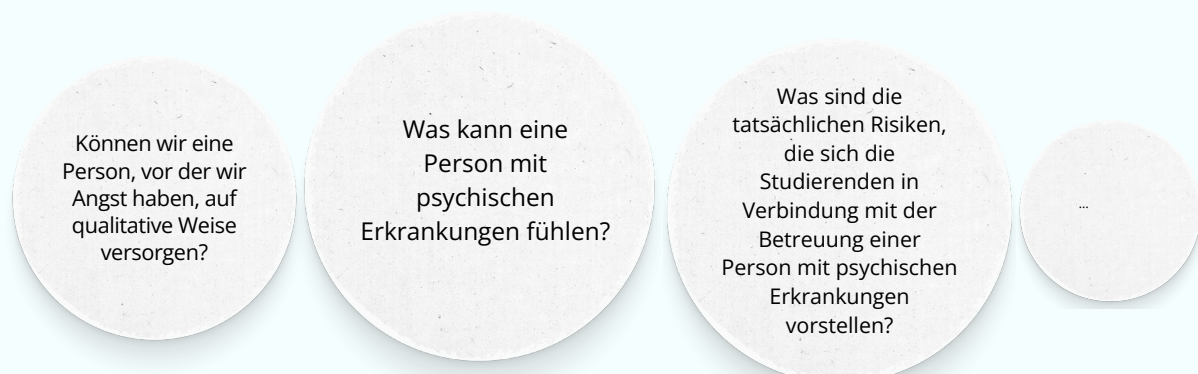 Können wir eine
Person, vor der wir
Angst haben, auf
qualitative Weise
versorgen?
Was kann eine
Person mit
psychischen
Erkrankungen fühlen?
Was sind die
tatsächlichen Risiken,
die sich die
Studierenden in
Verbindung mit der
Betreuung einer
Person mit psychischen
Erkrankungen
vorstellen?
...